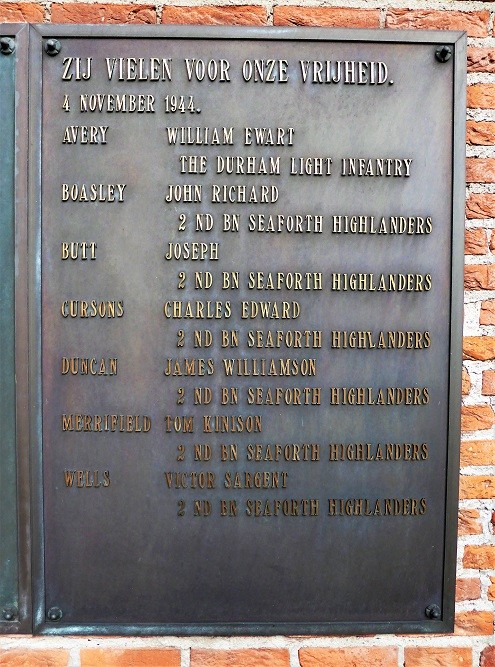 ZIJ VIELEN VOOR ONZE VRIJHEID.
4 NOVEMBER 1944.
AVERY WILLIAM EWART
THE DURHAM LIGHT INFANTRY
BOASLEY JOHN RICHARD
2 ND BN SEAFORTH HIGHLANDERS
BUTT JOSEPH
2 ND BN SEAFORTH HIGHLANDERS
CURSONS CHARLES EDWARD
2 ND BN SEAFORTH HIGHLANDERS
DUNCAN JAMES WILLIAMSON
2 ND BN SEAFORTH HIGHLANDERS
MERRIFIELD TOM KINISON
2 ND BN SEAFORTH HIGHLANDERS
WELLS VICTOR SARGENT
2 ND BN SEAFORTH HIGHLANDERS